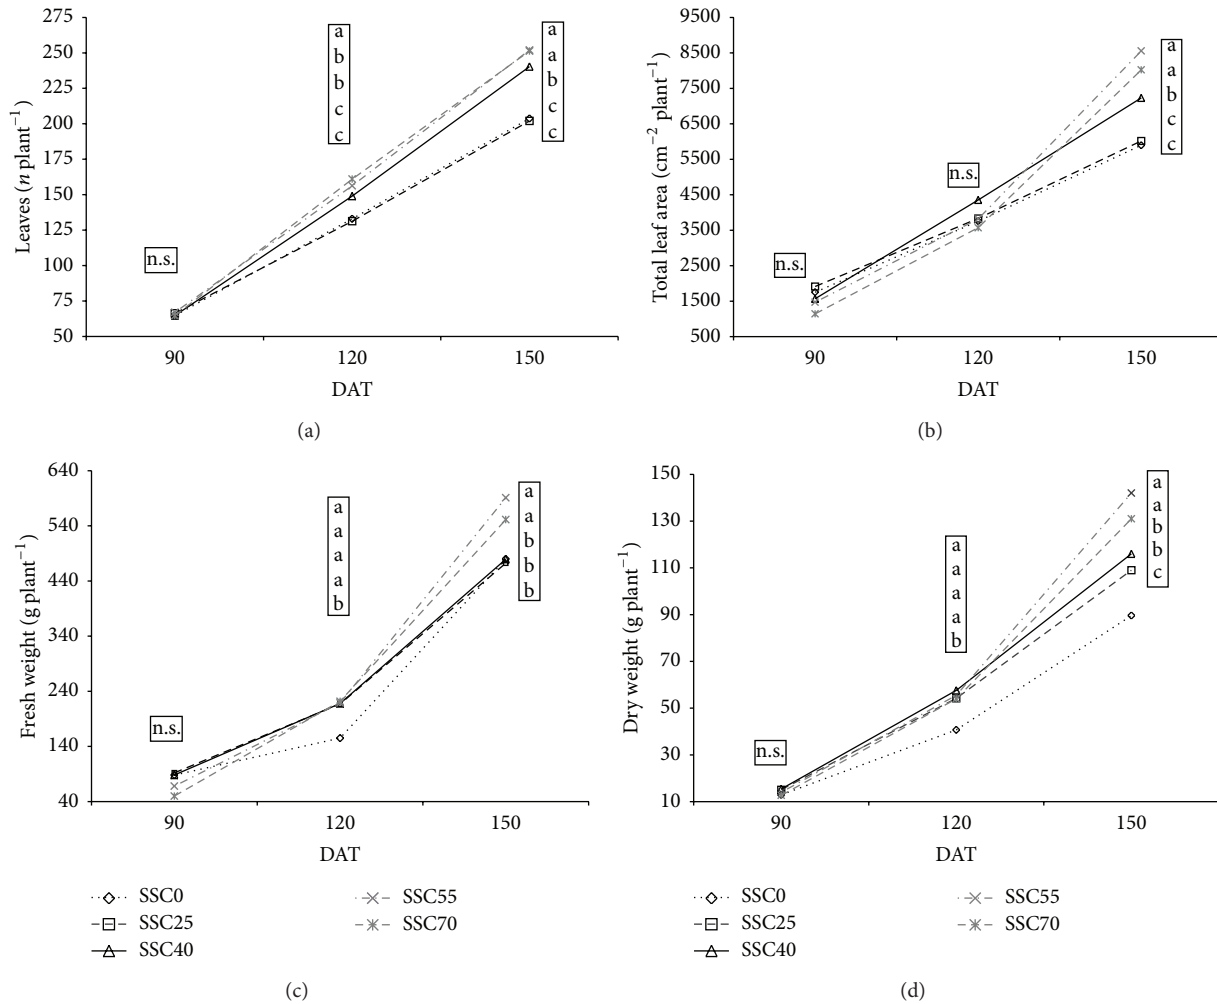 Leaves (n plant⁻¹)
275
250
225
200
175
150
125
100
75
50
n.s.
a
b
b
c
c
a
a
b
c
c
90
120
150
DAT
(a)
Total leaf area (cm⁻² plant⁻¹)
9500
8500
7500
6500
5500
4500
3500
2500
1500
500
n.s.
n.s.
a
a
b
c
c
90
120
150
DAT
(b)
Fresh weight (g plant⁻¹)
640
540
440
340
240
140
40
n.s.
a
a
a
a
b
a
a
b
b
b
90
120
150
DAT
SSC0
SSC25
SSC40
SSC55
SSC70
(c)
Dry weight (g plant⁻¹)
150
130
110
90
70
50
30
10
n.s.
a
a
a
a
b
a
a
b
b
c
90
120
150
DAT
SSC0
SSC25
SSC40
SSC55
SSC70
(d)